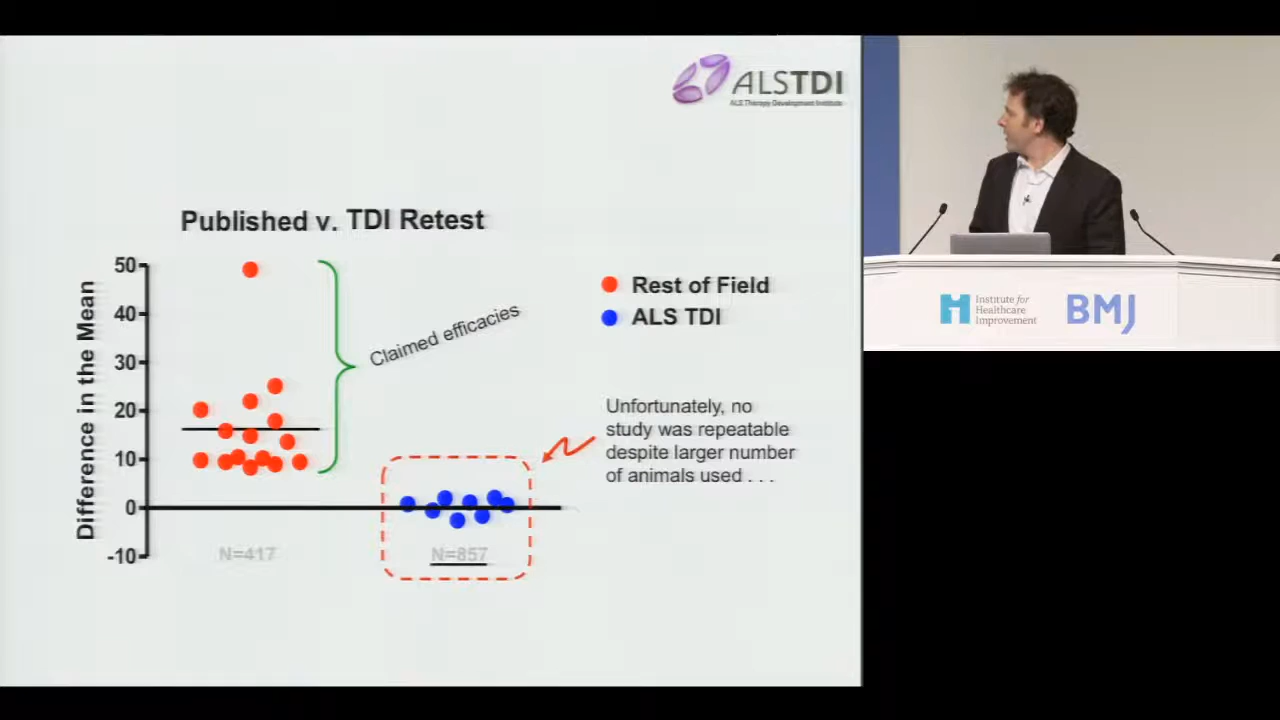 ALSTDI
ALS Therapy Development Institute
Published v. TDI Retest
Difference in the Mean
50
40
30
20
10
0
-10
Claimed efficacies
N=417
N=857
Rest of Field
ALS TDI
Unfortunately, no
study was repeatable
despite larger number
of animals used . . .
Institute for
Healthcare
Improvement
BMJ